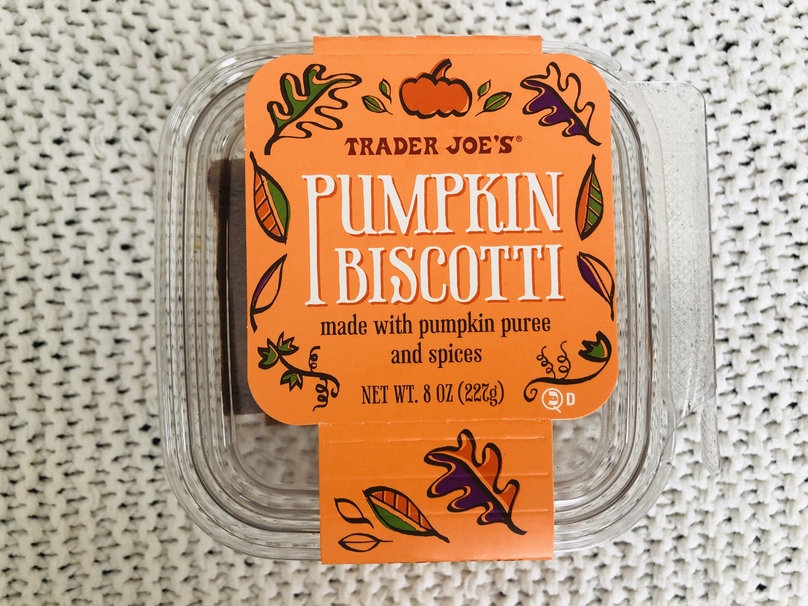 TRADER JOE'S®
PUMPKIN
BISCOTTI
made with pumpkin puree
and spices
NET WT. 8 OZ (227g)
D